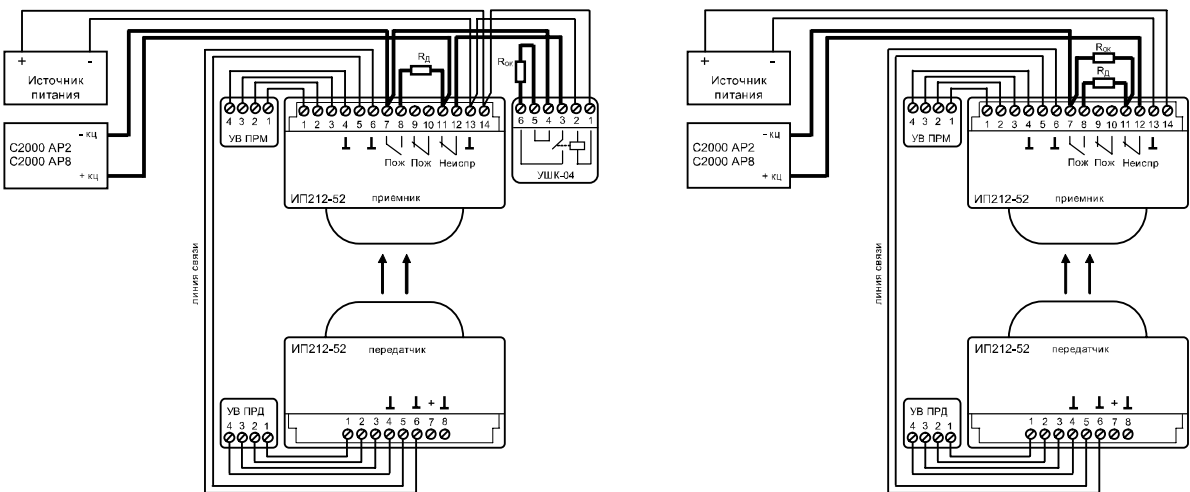 + -
Источник
питания
- кц
С2000 АР2
С2000 АР8
+ кц
4 3 2 1
УВ ПРМ
Rд
Rок
1 2 3 4 5 6 7 8 9 10 11 12 13 14
Пож Пож Неиспр
ИП212-52 приёмник
6 5 4 3 2 1
УШК-04
линия связи
ИП212-52 передатчик
+
УВ ПРД
4 3 2 1
1 2 3 4 5 6 7 8
+ -
Источник
питания
- кц
С2000 АР2
С2000 АР8
+ кц
4 3 2 1
УВ ПРМ
Rок
Rд
1 2 3 4 5 6 7 8 9 10 11 12 13 14
Пож Пож Неиспр
ИП212-52 приёмник
линия связи
ИП212-52 передатчик
+
УВ ПРД
4 3 2 1
1 2 3 4 5 6 7 8